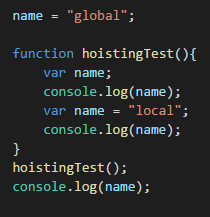 name = "global";

function hoistingTest(){
    var name;
    console.log(name);
    var name = "local";
    console.log(name);
}
hoistingTest();
console.log(name);